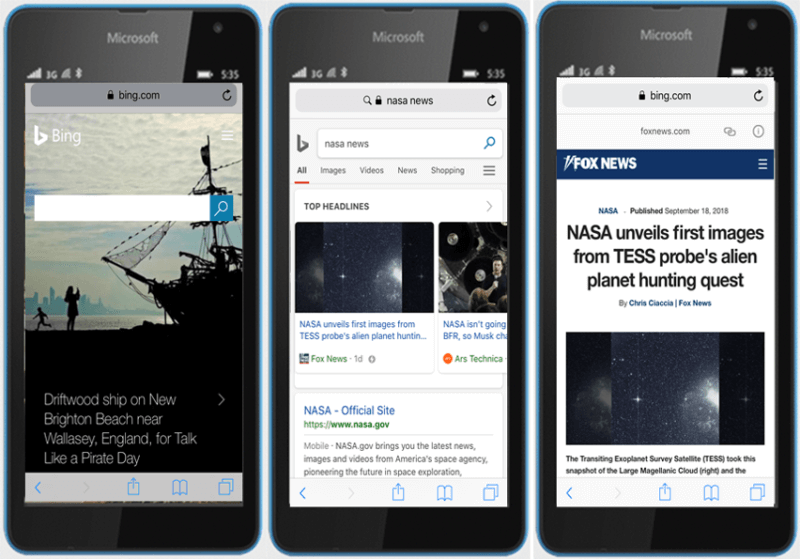 Microsoft
3G 5:35
bing.com
Bing
Driftwood ship on New
Brighton Beach near
Wallasey, England, for Talk
Like a Pirate Day
Microsoft
3G 5:35
nasa news
nasa news
All Images Videos News Shopping
TOP HEADLINES
NASA unveils first images from
TESS probe's alien planet huntin...
Fox News · 1d
NASA isn't going
BFR, so Musk cha
Ars Technica ·
NASA - Official Site
https://www.nasa.gov
Mobile · NASA.gov brings you the latest news,
images and videos from America's space agency,
pioneering the future in space exploration,
Microsoft
3G 5:35
bing.com
foxnews.com
FOX NEWS
NASA · Published September 18, 2018
NASA unveils first images
from TESS probe's alien
planet hunting quest
By Chris Ciaccia | Fox News
The Transiting Exoplanet Survey Satellite (TESS) took this
snapshot of the Large Magellanic Cloud (right) and the